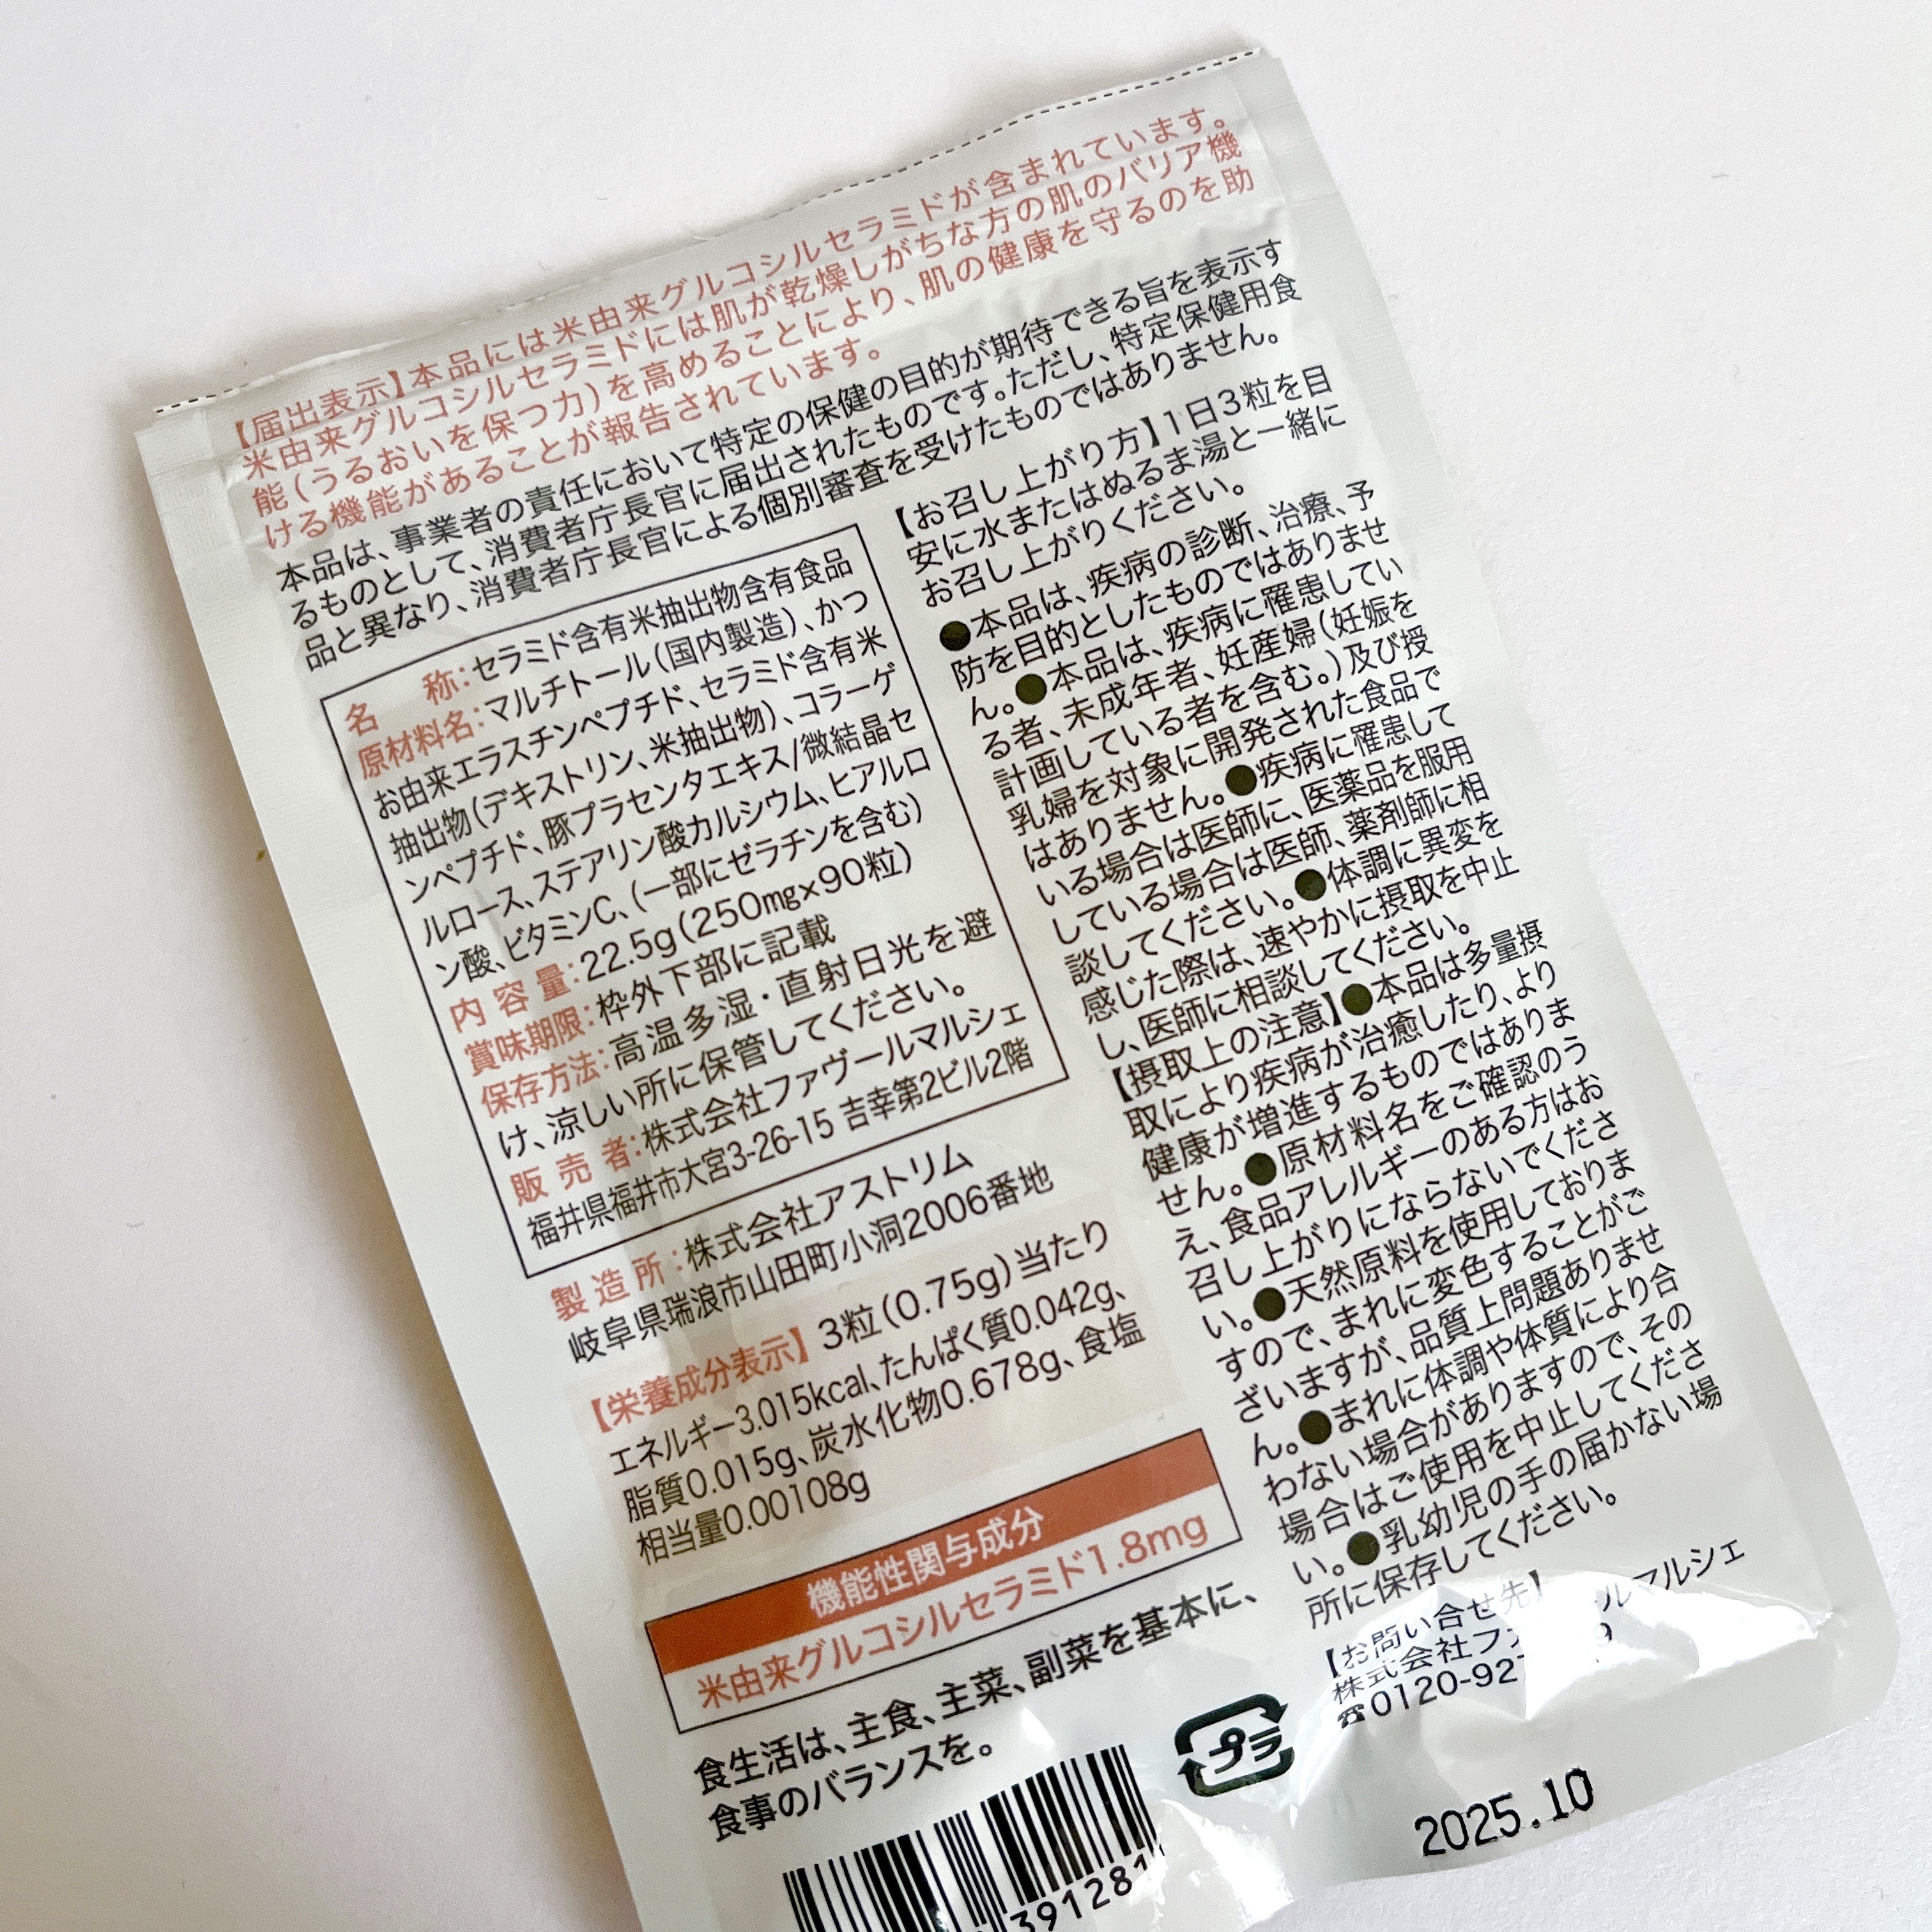 【届出表示】本品には米由来グルコシルセラミドが含まれています。
米由来グルコシルセラミドには肌が乾燥しがちな方の肌のバリア機
能(うるおいを保つ力)を高めることにより、肌の健康を守るのを助
ける機能があることが報告されています。
本品は、事業者の責任において特定の保健の目的が期待できる旨を表示す
るものとして、消費者庁長官に届出されたものです。ただし、特定保健用食
品と異なり、消費者庁長官による個別審査を受けたものではありません。
名 称:セラミド含有米抽出物含有食品
原材料名:マルチトール(国内製造)、かつ
お由来エラスチンペプチド、セラミド含有米
抽出物(デキストリン、米抽出物)、コラーゲ
ンペプチド、豚プラセンタエキス/微結晶セ
ルロース、ステアリン酸カルシウム、ヒアルロ
ン酸、ビタミンC、(一部にゼラチンを含む)
内容量:22.5g(250mg×90粒)
賞味期限:枠外下部に記載
保存方法:高温多湿・直射日光を避
け、涼しい所に保管してください。
販売者:株式会社ファヴールマルシェ
福井県福井市大宮3-26-15 吉幸第2ビル2階
製造所:株式会社アストリム
岐阜県瑞浪市山田町小洞2006番地
【栄養成分表示】3粒(0.75g)当たり
エネルギー3.015kcal、たんぱく質0.042g、
脂質0.015g、炭水化物0.678g、食塩
相当量0.00108g
機能性関与成分
米由来グルコシルセラミド1.8mg
食生活は、主食、主菜、副菜を基本に、
食事のバランスを。
391281
【お召し上がり方】1日3粒を目
安に水またはぬるま湯と一緒に
お召し上がりください。
●本品は、疾病の診断、治療、予
防を目的としたものではありませ
ん。●本品は、疾病に罹患してい
る者、未成年者、妊産婦(妊娠を
計画している者を含む。)及び授
乳婦を対象に開発された食品で
はありません。●疾病に罹患して
いる場合は医師に、医薬品を服用
している場合は医師、薬剤師に相
談してください。●体調に異変を
感じた際は、速やかに摂取を中止
し、医師に相談してください。
【摂取上の注意】●本品は多量摂
取により疾病が治癒したり、より
健康が増進するものではありま
せん。●原材料名をご確認のう
え、食品アレルギーのある方はお
召し上がりにならないでくださ
い。●天然原料を使用しておりま
すので、まれに変色することがご
ざいますが、品質上問題ありませ
ん。●まれに体調や体質により合
わない場合がありますので、その
場合はご使用を中止してくださ
い。●乳幼児の手の届かない場
所に保存してください。
【お問い合せ先】
株式会社ファ ルマルシェ
☎0120-92 9
プラ
2025.10